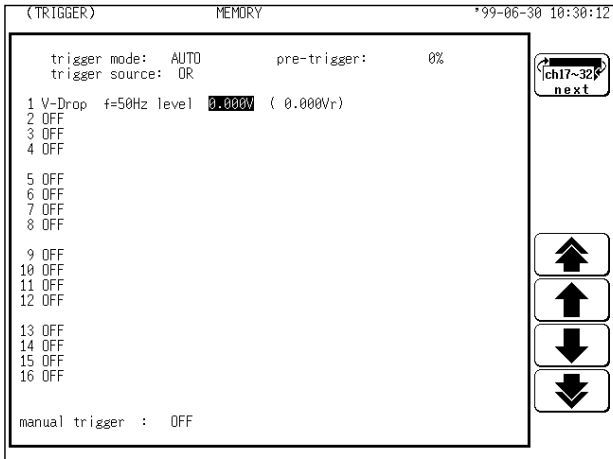 (TRIGGER) MEMORY '99-06-30 10:30:12
trigger mode: AUTO pre-trigger: 0%
trigger source: OR
ch17~32
next
1 V-Drop f=50Hz level 0.000V ( 0.000Vr)
2 OFF
3 OFF
4 OFF
5 OFF
6 OFF
7 OFF
8 OFF
9 OFF
10 OFF
11 OFF
12 OFF
13 OFF
14 OFF
15 OFF
16 OFF
manual trigger : OFF